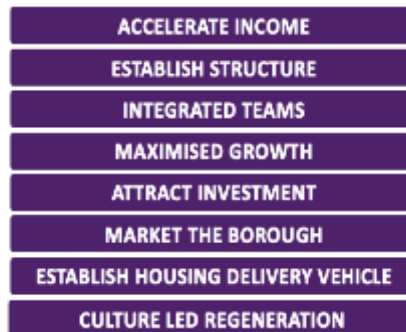 ACCELERATE INCOME
ESTABLISH STRUCTURE
INTEGRATED TEAMS
MAXIMISED GROWTH
ATTRACT INVESTMENT
MARKET THE BOROUGH
ESTABLISH HOUSING DELIVERY VEHICLE
CULTURE LED REGENERATION